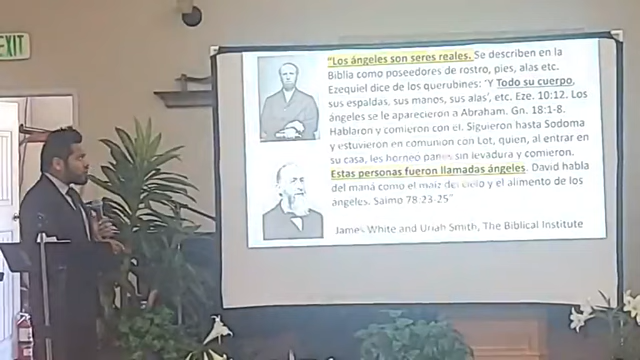 EXIT
"Los ángeles son seres reales. Se describen en la
Biblia como poseedores de rostro, pies, alas etc.
Ezequiel dice de los querubines: 'Y Todo su cuerpo,
sus espaldas, sus manos, sus alas', etc. Eze. 10:12. Los
ángeles se le aparecieron a Abraham. Gn. 18:1-8.
Hablaron y comieron con el. Siguieron hasta Sodoma
y estuvieron en comunión con Lot, quien, al entrar en
su casa, les horneo panes sin levadura y comieron.
Estas personas fueron llamadas ángeles. David habla
del maná como el maíz del cielo y el alimento de los
ángeles. Salmo 78:23-25"
James White and Uriah Smith, The Biblical Institute